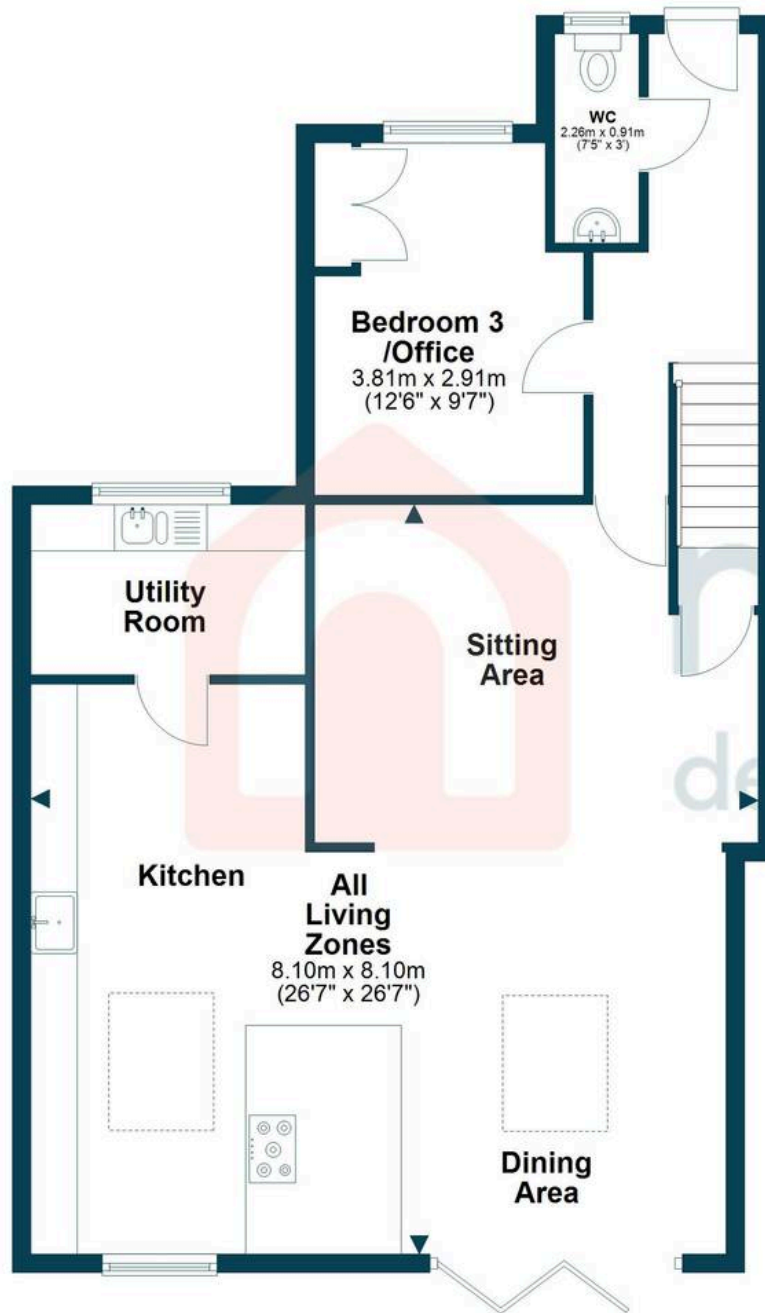 WC
2.26m x 0.91m
(7'5" x 3')
Bedroom 3
/Office
3.81m x 2.91m
(12'6" x 9'7")
Utility
Room
Sitting
Area
Kitchen
All
Living
Zones
8.10m x 8.10m
(26'7" x 26'7")
Dining
Area